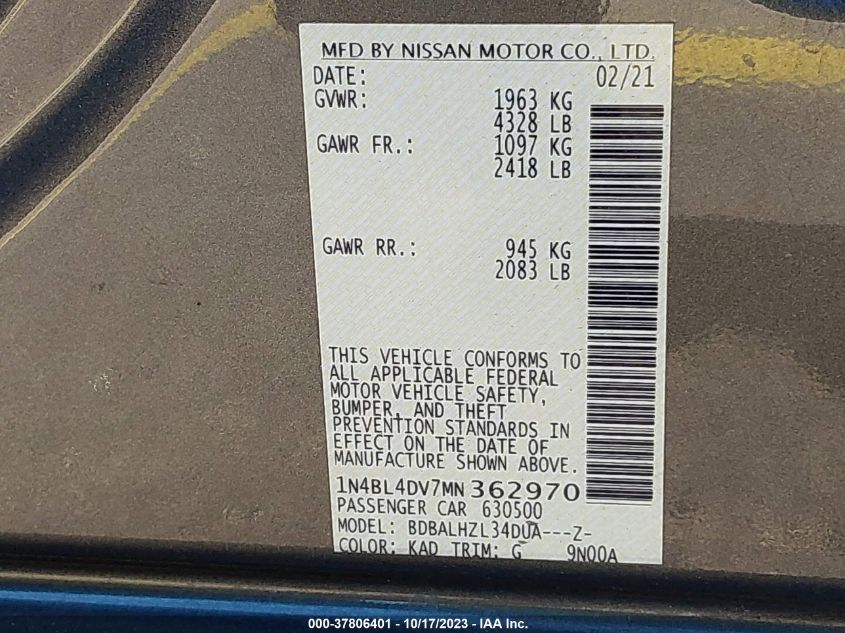 MFD BY NISSAN MOTOR CO., LTD.
DATE: 02/21
GVWR: 1963 KG
4328 LB
GAWR FR.: 1097 KG
2418 LB
GAWR RR.: 945 KG
2083 LB
THIS VEHICLE CONFORMS TO
ALL APPLICABLE FEDERAL
MOTOR VEHICLE SAFETY,
BUMPER, AND THEFT
PREVENTION STANDARDS IN
EFFECT ON THE DATE OF
MANUFACTURE SHOWN ABOVE.
1N4BL4DV7MN 362970
PASSENGER CAR 630500
MODEL: BDBALHZL34DUA---Z-
COLOR: KAD TRIM: G 9N00A
000-37806401 - 10/17/2023 - IAA Inc.